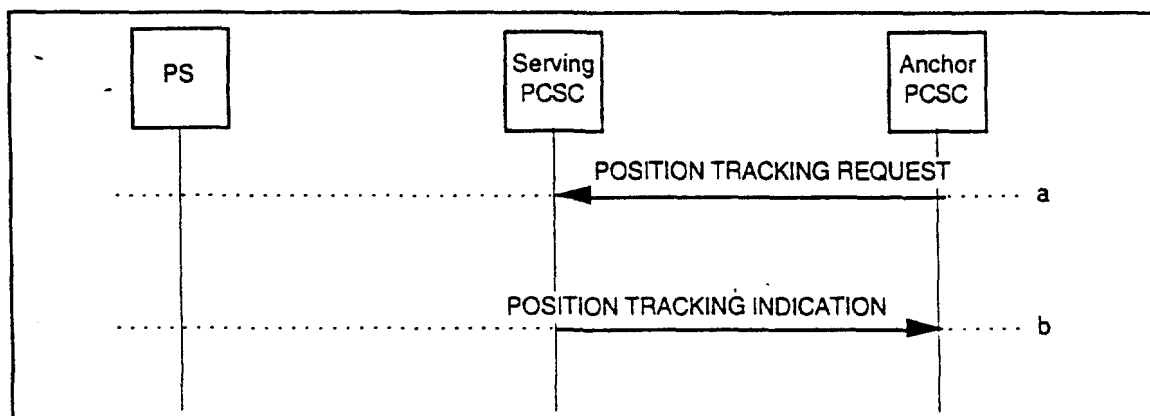 PS
Serving
PCSC
Anchor
PCSC
POSITION TRACKING REQUEST
a
POSITION TRACKING INDICATION
b